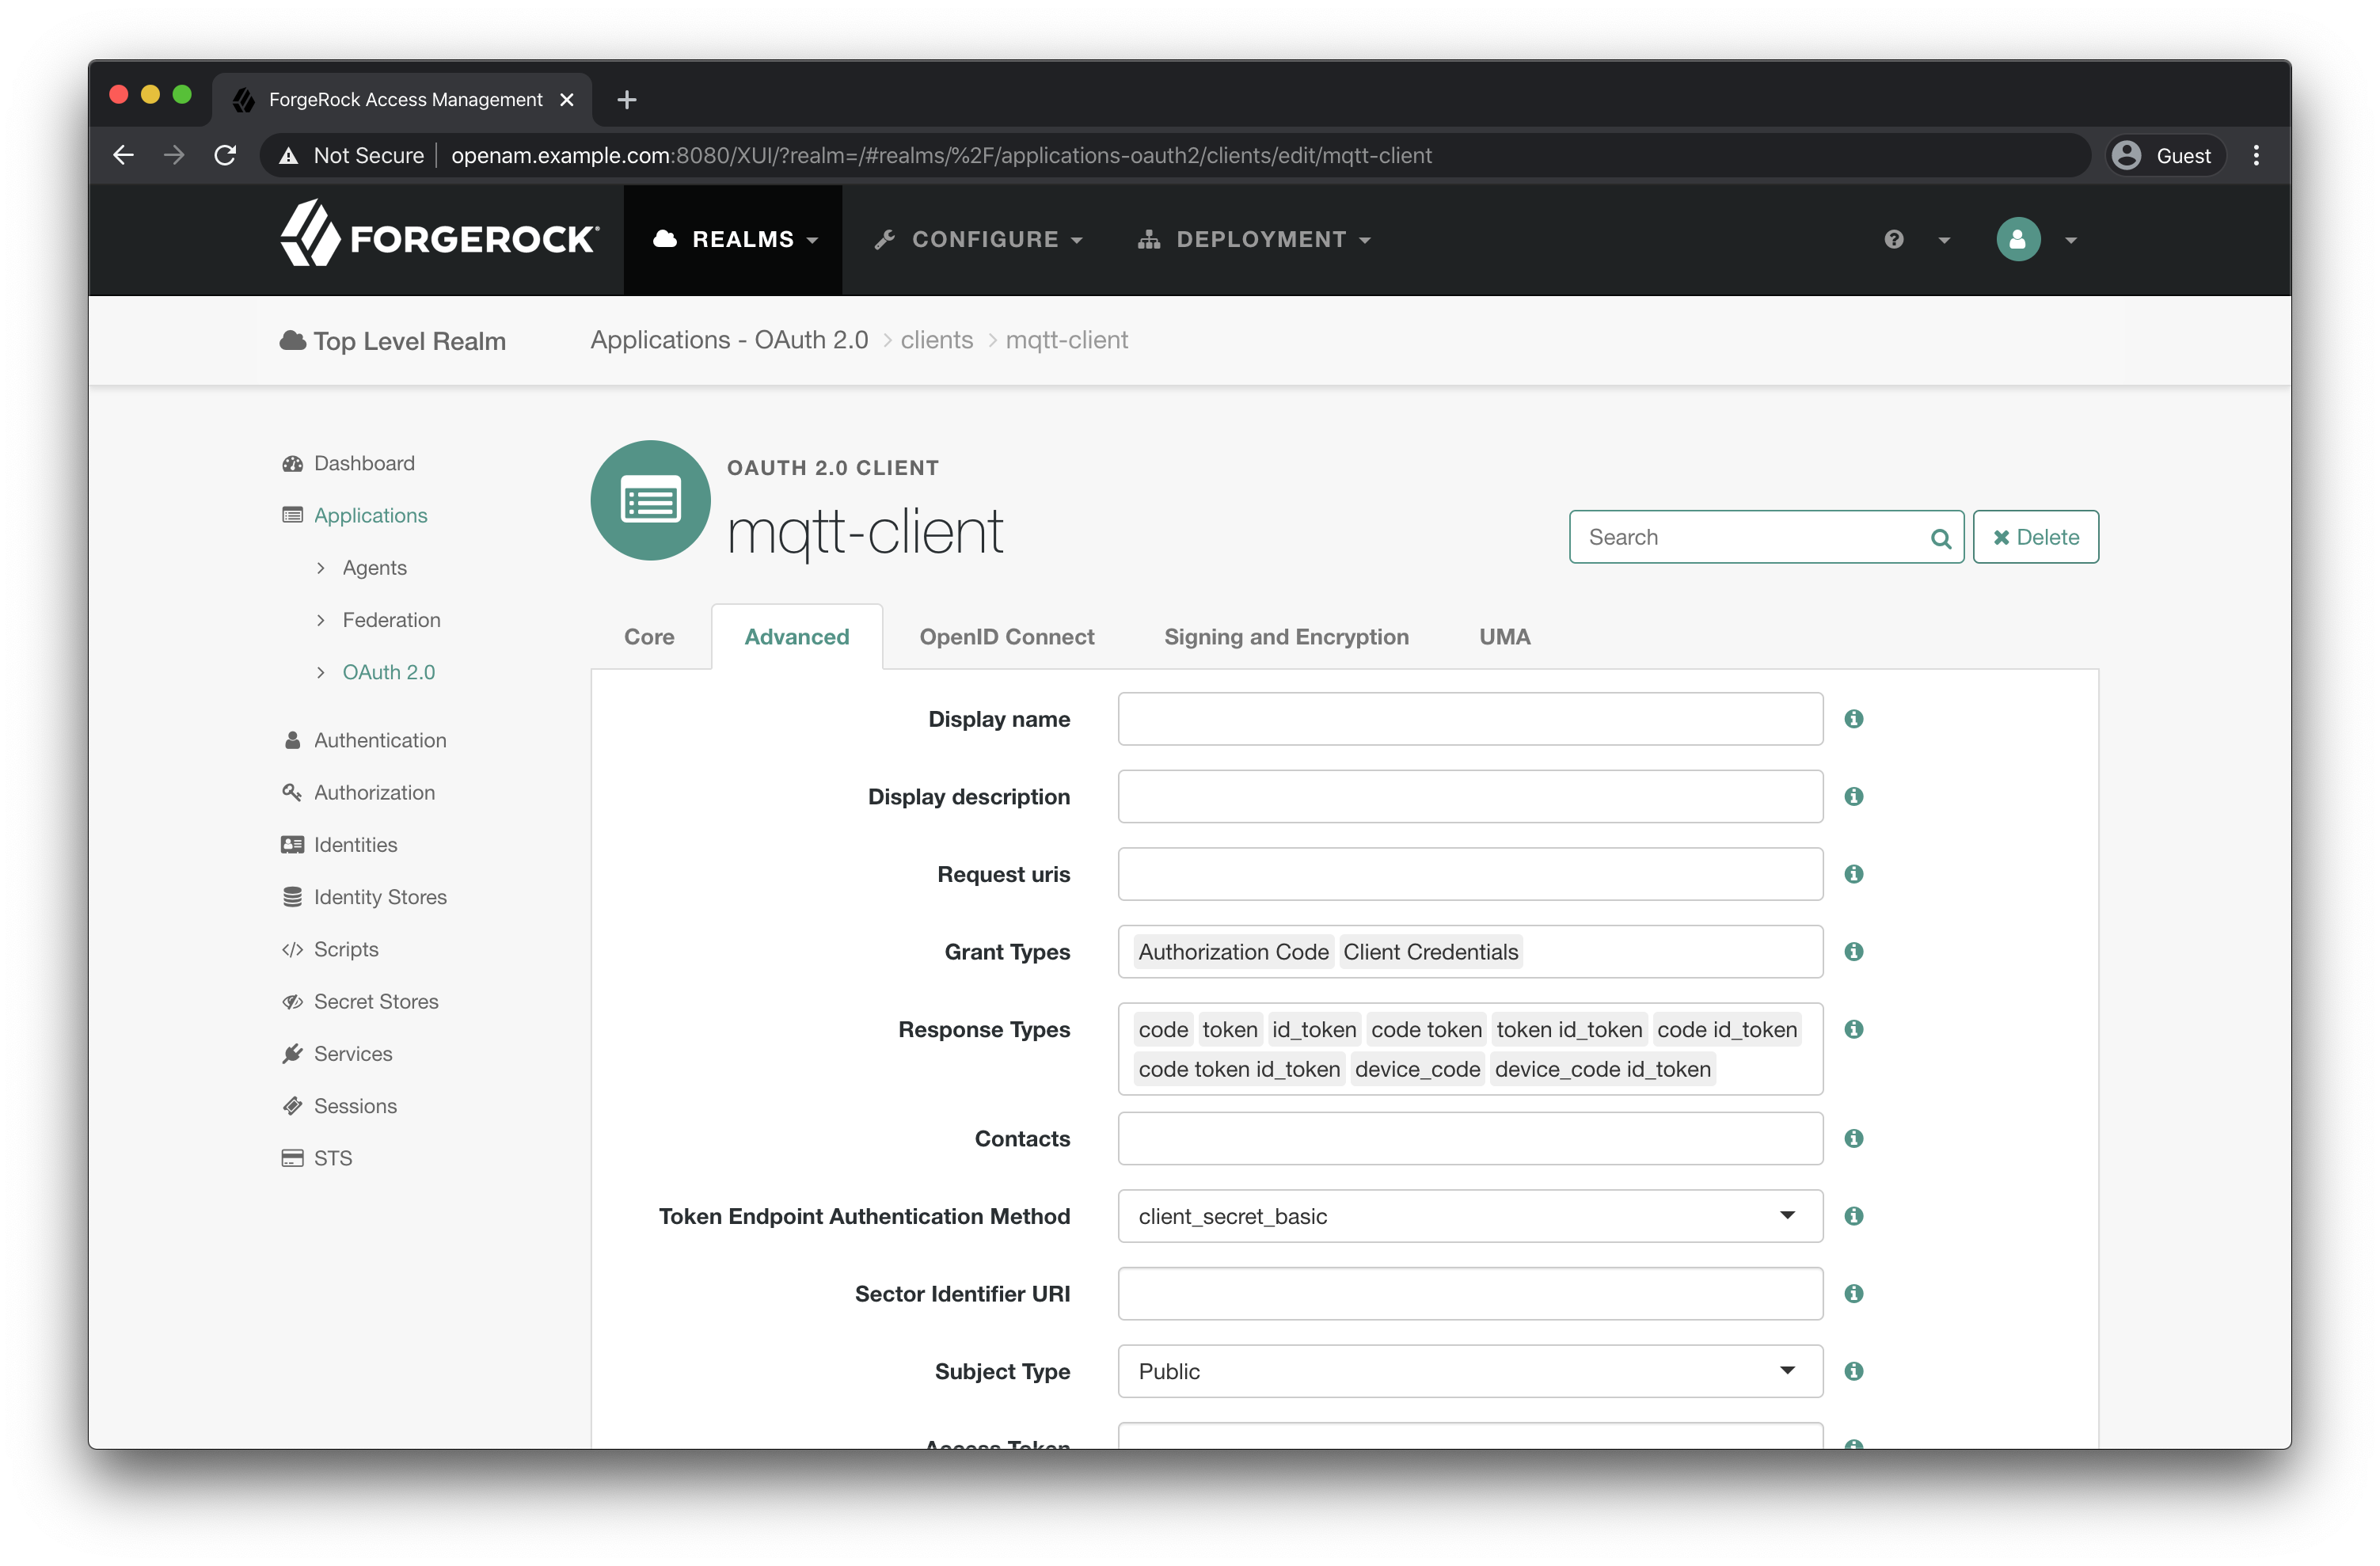 ForgeRock Access Management
Not Secure openam.example.com:8080/XUI/?realm=/#realms/%2F/applications-oauth2/clients/edit/mqtt-client Guest
FORGEROCK REALMS CONFIGURE DEPLOYMENT
Top Level Realm Applications - OAuth 2.0 clients mqtt-client
Dashboard
Applications
Agents
Federation
OAuth 2.0
Authentication
Authorization
Identities
Identity Stores
Scripts
Secret Stores
Services
Sessions
STS
OAUTH 2.0 CLIENT
mqtt-client
Search Delete
Core Advanced OpenID Connect Signing and Encryption UMA
Display name
Display description
Request uris
Grant Types Authorization Code Client Credentials
Response Types code token id_token code token token id_token code id_token
code token id_token device_code device_code id_token
Contacts
Token Endpoint Authentication Method client_secret_basic
Sector Identifier URI
Subject Type Public
Access Token